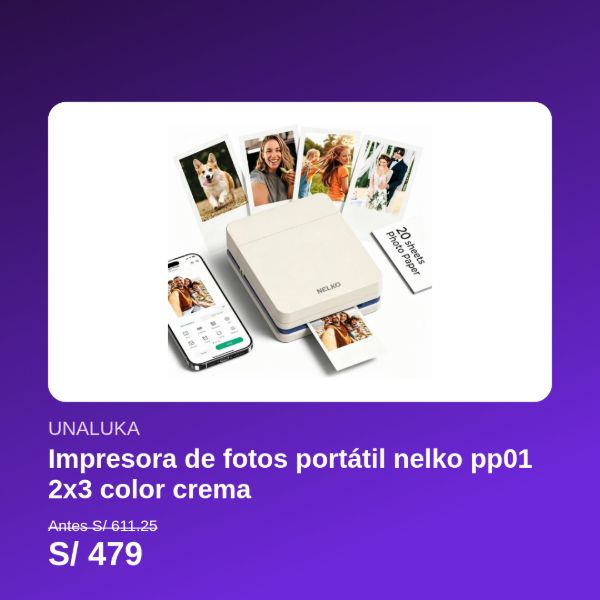 20 sheets
Photo Paper
NELKO
UNALUKA
Impresora de fotos portátil nelko pp01
2x3 color crema
Antes S/ 611.25
S/ 479